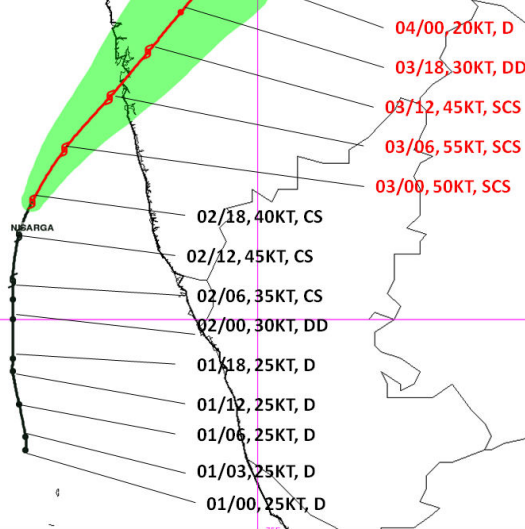 04/00, 20KT, D
03/18, 30KT, DD
03/12, 45KT, SCS
03/06, 55KT, SCS
03/00, 50KT, SCS
02/18, 40KT, CS
NISARGA
02/12, 45KT, CS
02/06, 35KT, CS
02/00, 30KT, DD
01/18, 25KT, D
01/12, 25KT, D
01/06, 25KT, D
01/03, 25KT, D
01/00, 25KT, D